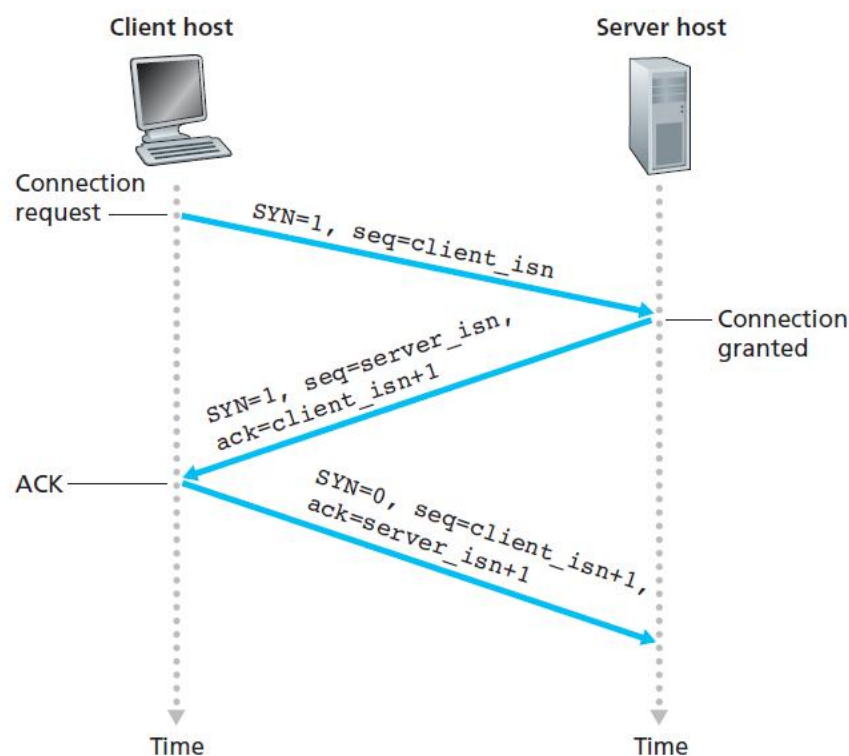 Client host
Server host
Connection
request
SYN=1, seq=client_isn
Connection
granted
SYN=1, seq=server_isn,
ack=client_isn+1
ACK
SYN=0, seq=client_isn+1,
ack=server_isn+1
Time
Time